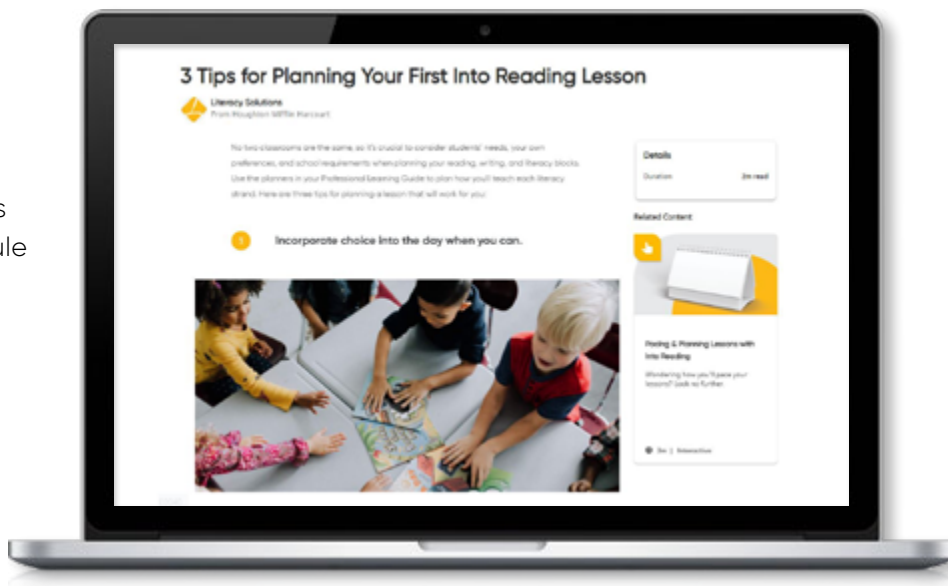 3 Tips for Planning Your First Into Reading Lesson
Literacy Solutions
From Houghton Mifflin Harcourt
No two classrooms are the same, so it's crucial to consider students' needs, your own
preferences, and school requirements when planning your reading, writing, and literacy blocks.
Use the planners in your Professional Learning Guide to plan how you'll teach each literacy
strand. Here are three tips for planning a lesson that will work for you:
Details
Duration 2m read
Related Content
1 Incorporate choice into the day when you can.
Pacing & Planning Lessons with
Into Reading
Wondering how you'll pace your
lessons? Look no further.
Interactive
s
ule